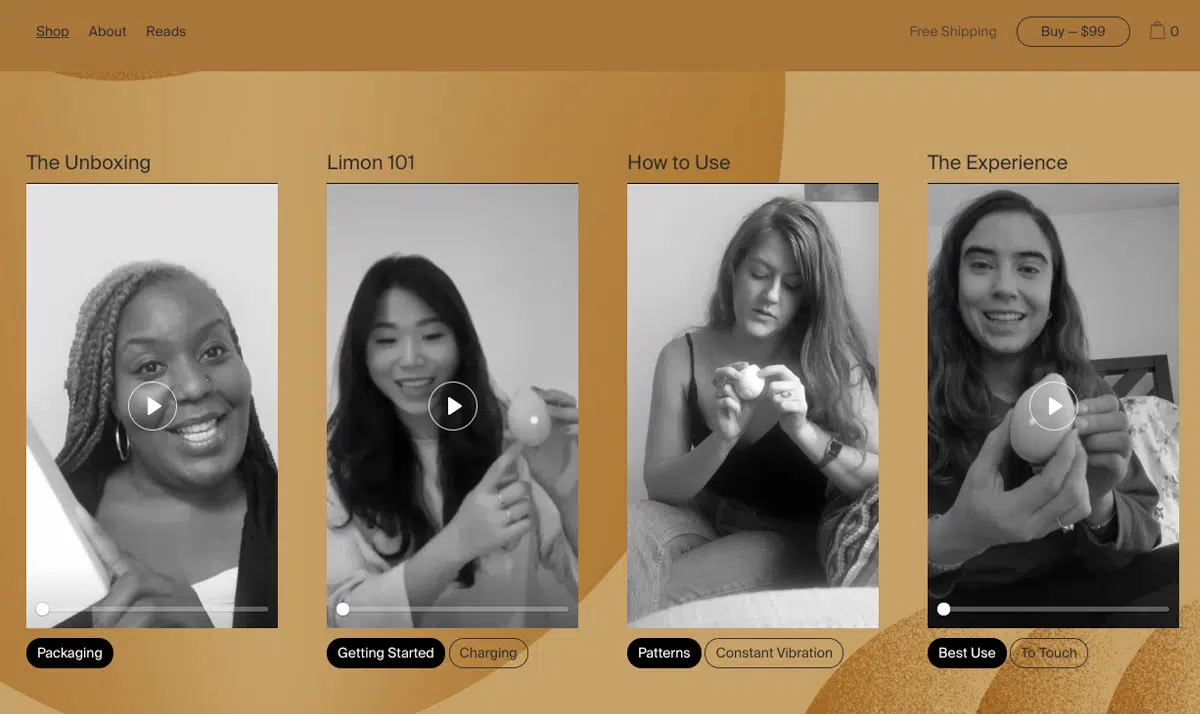 Shop About Reads Free Shipping Buy — $99 0
The Unboxing Limon 101 How to Use The Experience
Packaging Getting Started Charging Patterns Constant Vibration Best Use To Touch